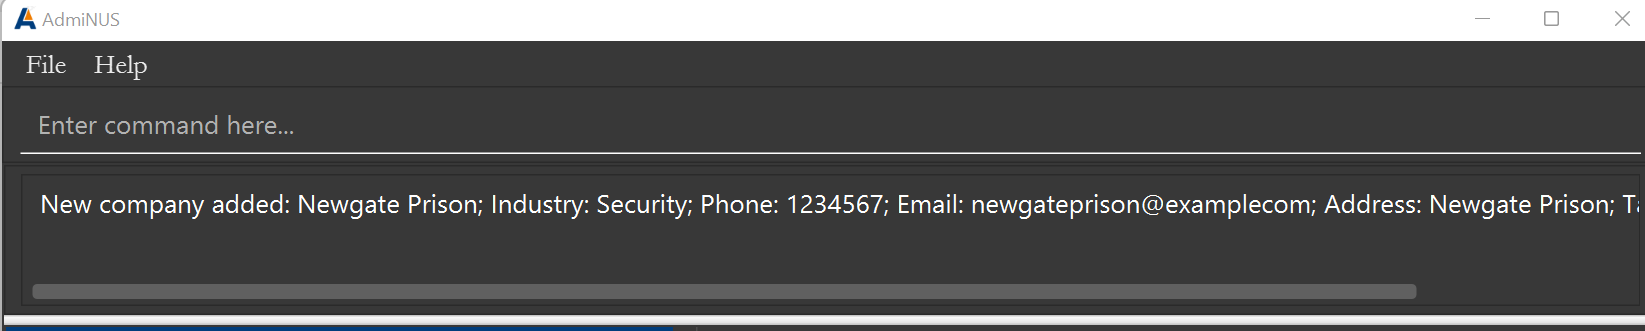 AdmiNUS
File Help
Enter command here...
New company added: Newgate Prison; Industry: Security; Phone: 1234567; Email: newgateprison@examplecom; Address: Newgate Prison;